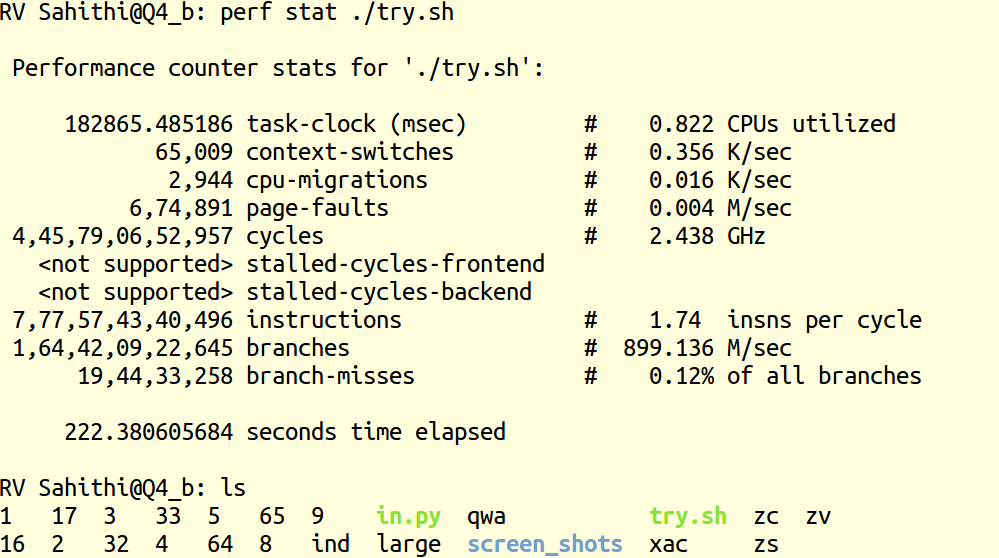 RV Sahithi@Q4_b: perf stat ./try.sh
Performance counter stats for './try.sh':
182865.485186 task-clock (msec) # 0.822 CPUs utilized
65,009 context-switches # 0.356 K/sec
2,944 cpu-migrations # 0.016 K/sec
6,74,891 page-faults # 0.004 M/sec
4,45,79,06,52,957 cycles # 2.438 GHz
<not supported> stalled-cycles-frontend
<not supported> stalled-cycles-backend
7,77,57,43,40,496 instructions # 1.74 insns per cycle
1,64,42,09,22,645 branches # 899.136 M/sec
19,44,33,258 branch-misses # 0.12% of all branches
222.380605684 seconds time elapsed
RV Sahithi@Q4_b: ls
1 17 3 33 5 65 9 in.py qwa try.sh zc zv
16 2 32 4 64 8 ind large screen_shots xac zs